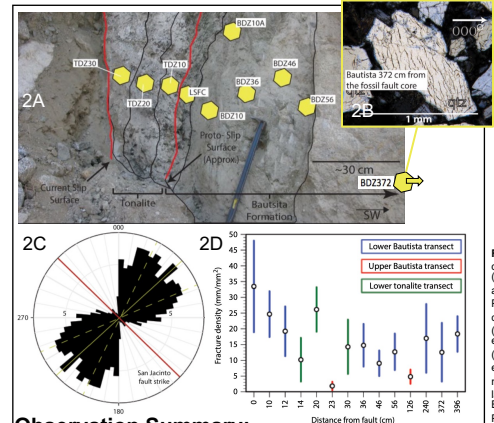 2A
TDZ30
TDZ10
BDZ10A
LSFC
TDZ20
BDZ36
BDZ46
BDZ10
BDZ56
Proto- Slip
Surface
(Approx.)
Current Slip
Surface
Tonalite
Bautsita
Formation
~30 cm
SW
BDZ372
000°
Bautista 372 cm from
the fossil fault core
2B
qtz
qtz
1 mm
2C
000
270
5
5
180
San Jacinto
fault strike
2D
Fracture density (mm/mm²)
50
45
40
35
30
25
20
15
10
5
0
Lower Bautista transect
Upper Bautista transect
Lower tonalite transect
0
10
12
14
20
23
30
36
46
56
126
240
372
396
Distance from fault (cm)
Observation Summary: